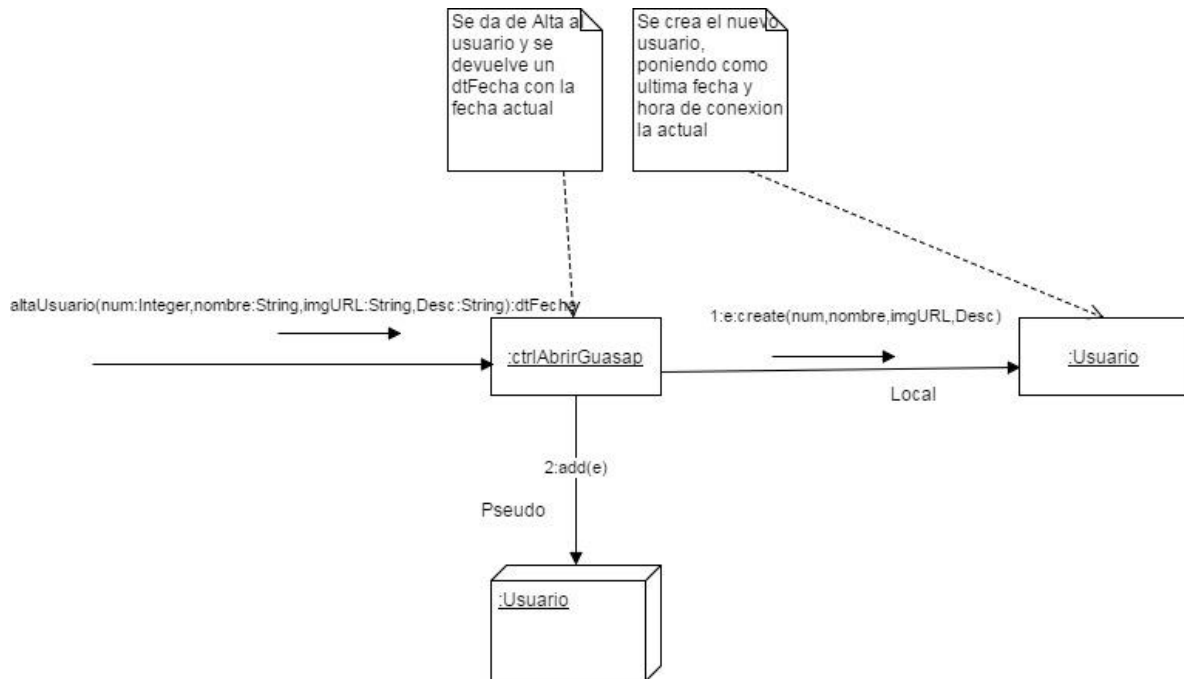 Se da de Alta a
usuario y se
devuelve un
dtFecha con la
fecha actual
Se crea el nuevo
usuario,
poniendo como
ultima fecha y
hora de conexion
la actual
altaUsuario(num:Integer,nombre:String,imgURL:String,Desc:String):dtFecha
:ctrlAbrirGuasap
1:e:create(num,nombre,imgURL,Desc)
:Usuario
Local
2:add(e)
Pseudo
:Usuario